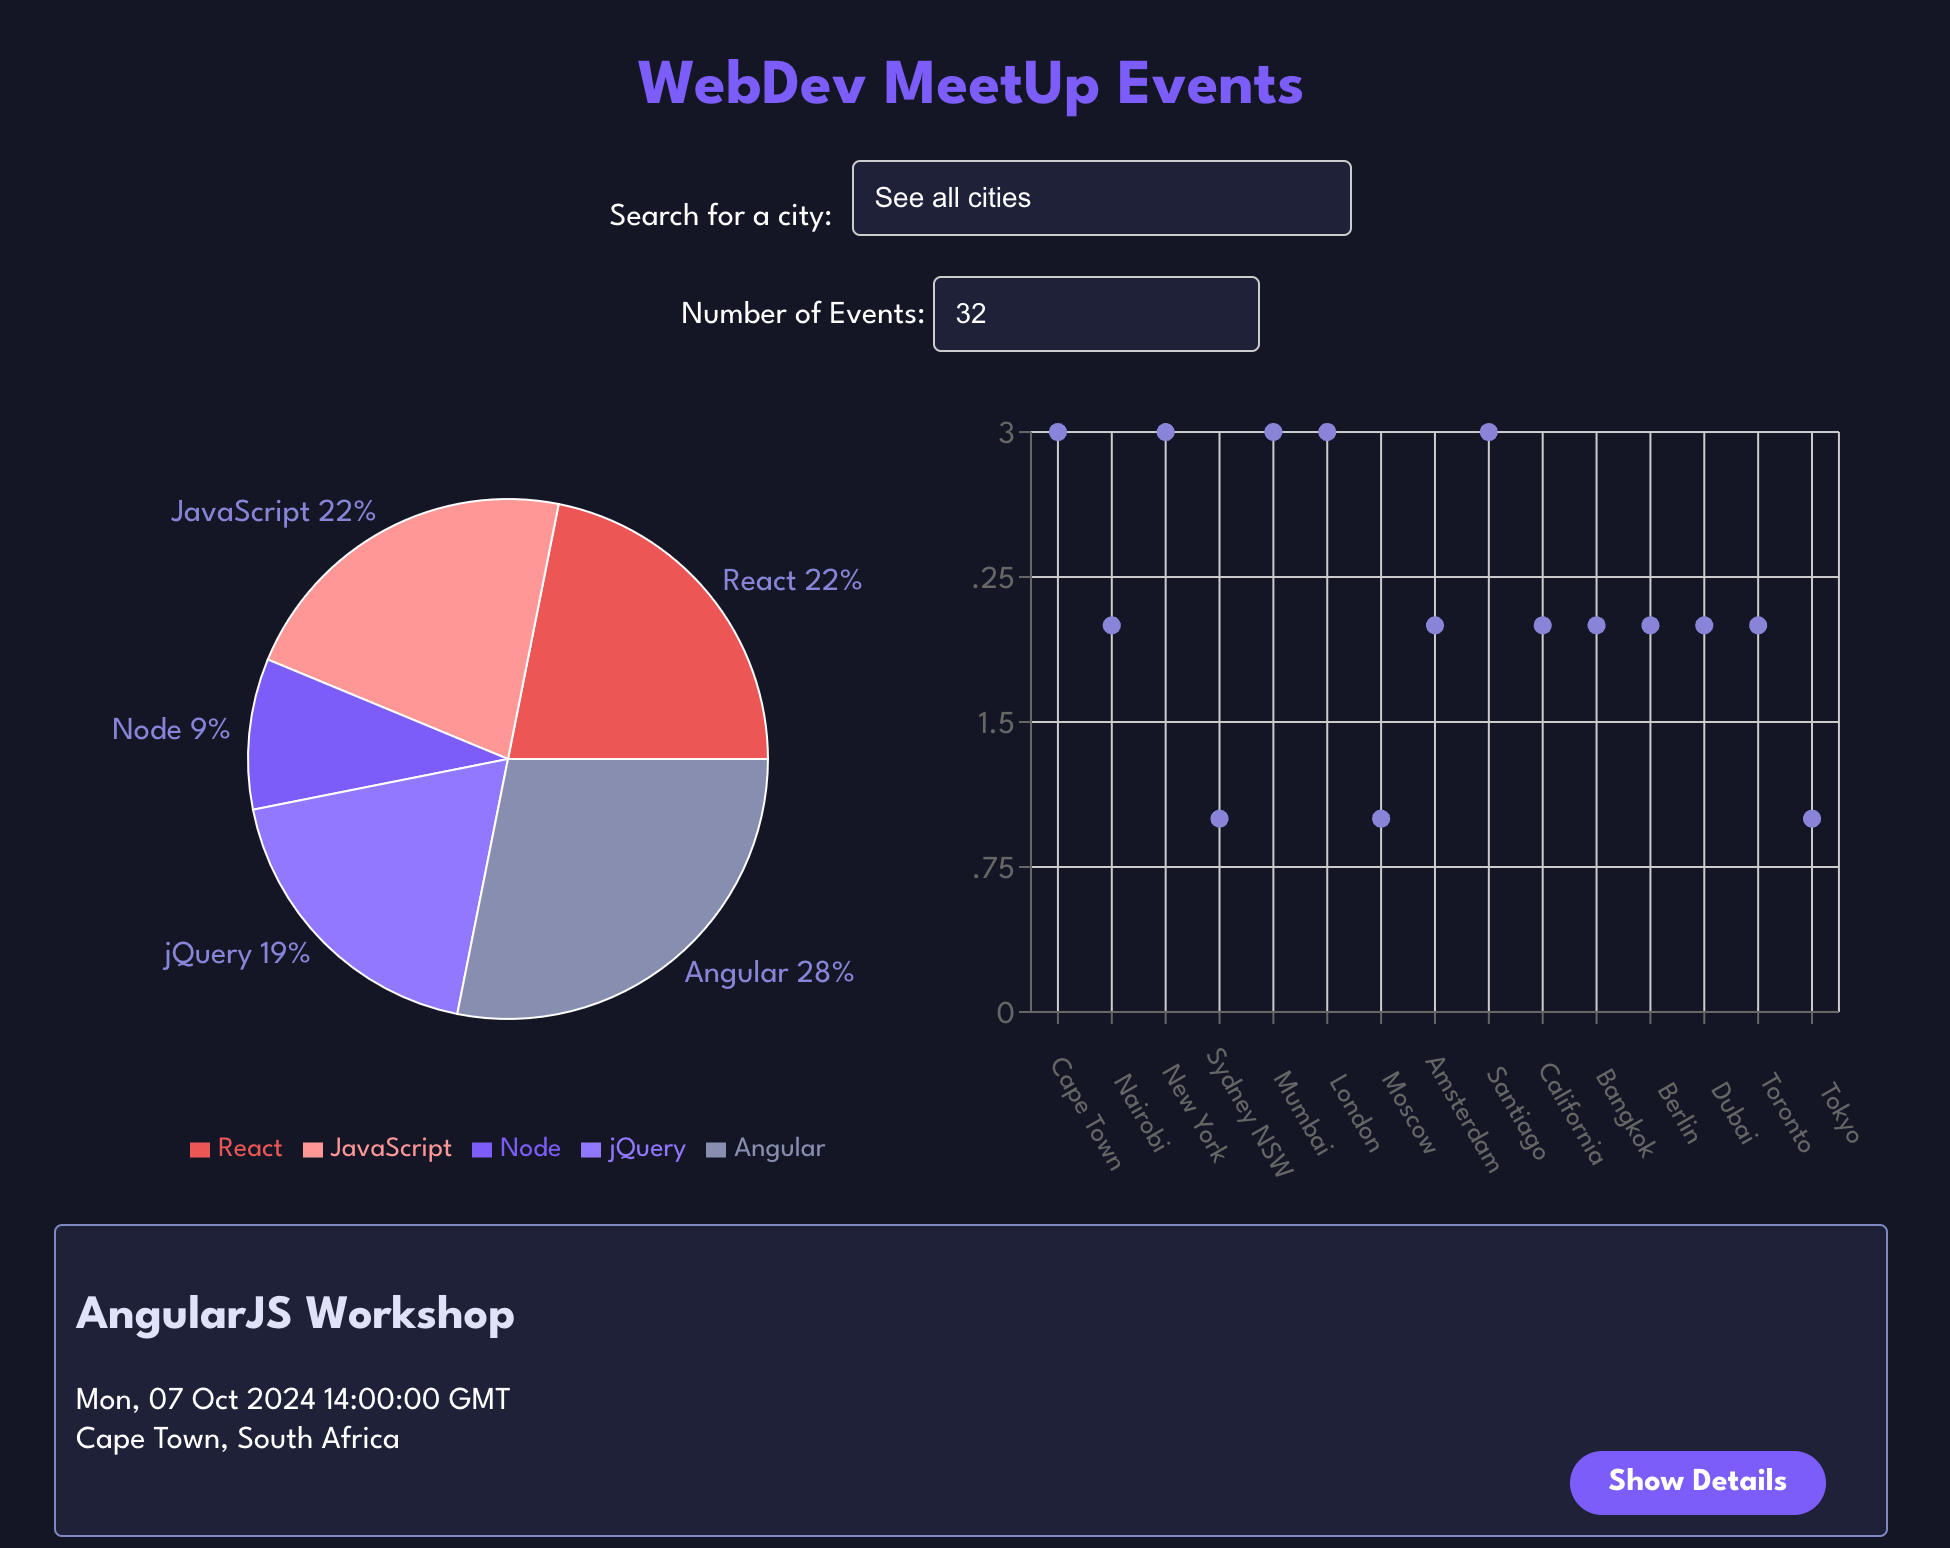 WebDev MeetUp Events
Search for a city:
See all cities
Number of Events:
32
JavaScript 22%
React 22%
Node 9%
jQuery 19%
Angular 28%
React
JavaScript
Node
jQuery
Angular
3
.25
1.5
.75
0
Cape Town
Nairobi
New York
Sydney NSW
Mumbai
London
Moscow
Amsterdam
Santiago
California
Bangkok
Berlin
Dubai
Toronto
Tokyo
AngularJS Workshop
Mon, 07 Oct 2024 14:00:00 GMT
Cape Town, South Africa
Show Details